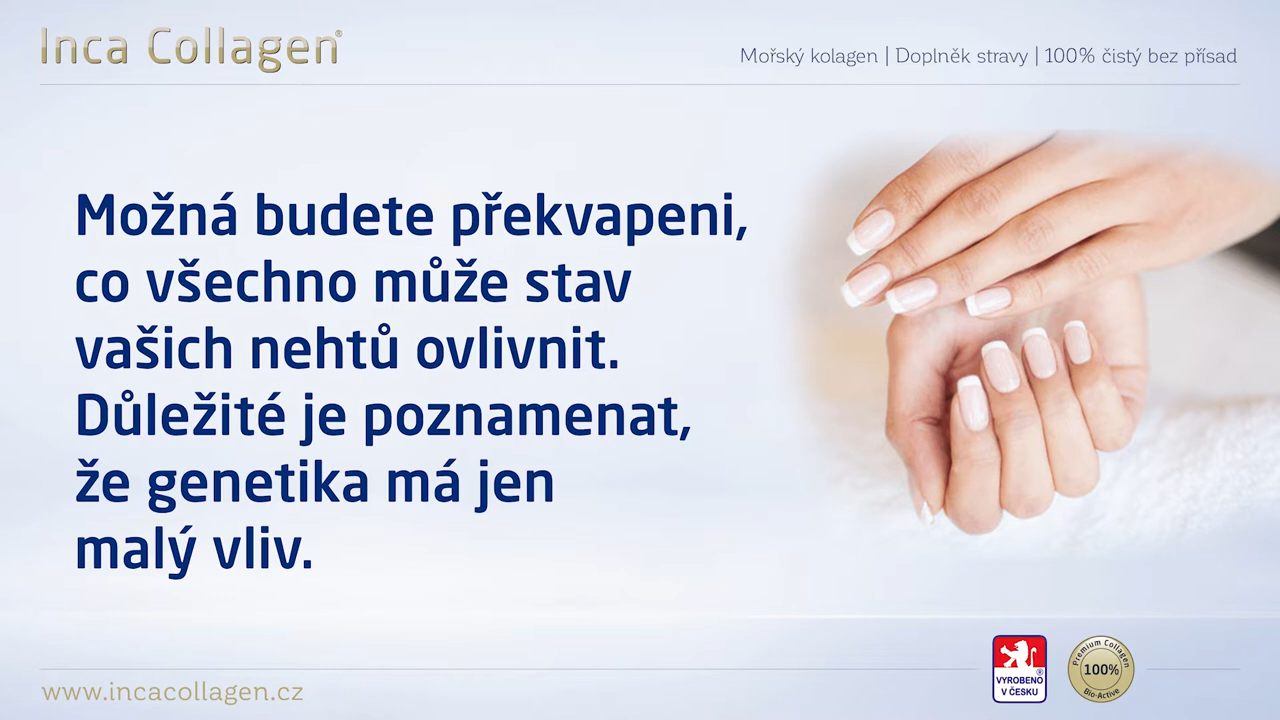 Inca Collagen®
Mořský kolagen | Doplněk stravy | 100% čistý bez přísad
Možná budete překvapeni,
co všechno může stav
vašich nehtů ovlivnit.
Důležité je poznamenat,
že genetika má jen
malý vliv.
www.incacollagen.cz
VYROBENO
V ČESKU
®
Premium Collagen
100%
Bio-Active